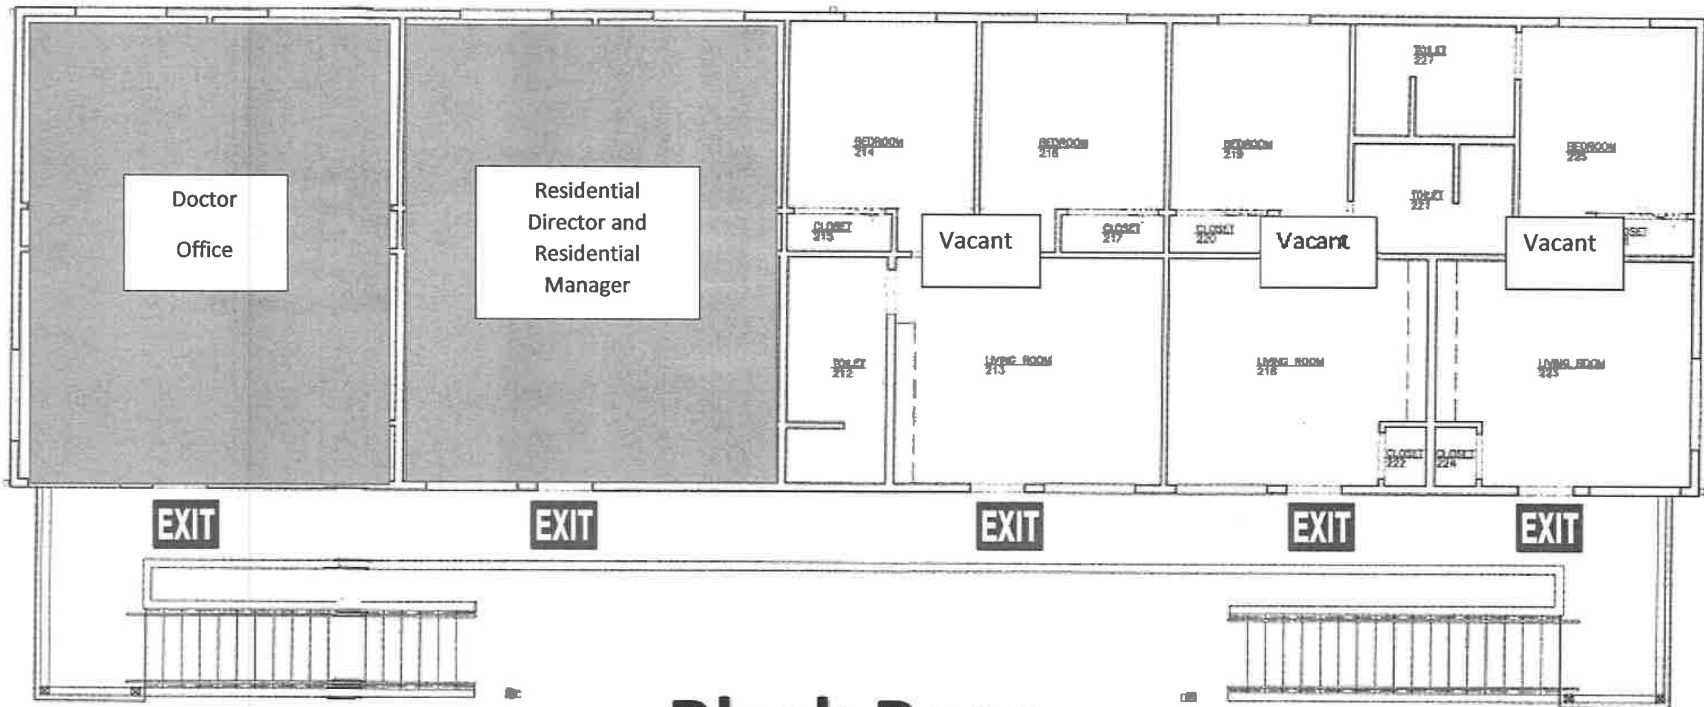 TOILET
227
BEDROOM
214
BEDROOM
216
BEDROOM
219
BEDROOM
225
Doctor
Office
Residential
Director and
Residential
Manager
TOILET
221
CLOSET
215
Vacant
CLOSET
217
CLOSET
220
Vacant
Vacant
TOILET
212
LIVING ROOM
213
LIVING ROOM
218
LIVING ROOM
223
CLOSET
222
CLOSET
224
EXIT
EXIT
EXIT
EXIT
EXIT